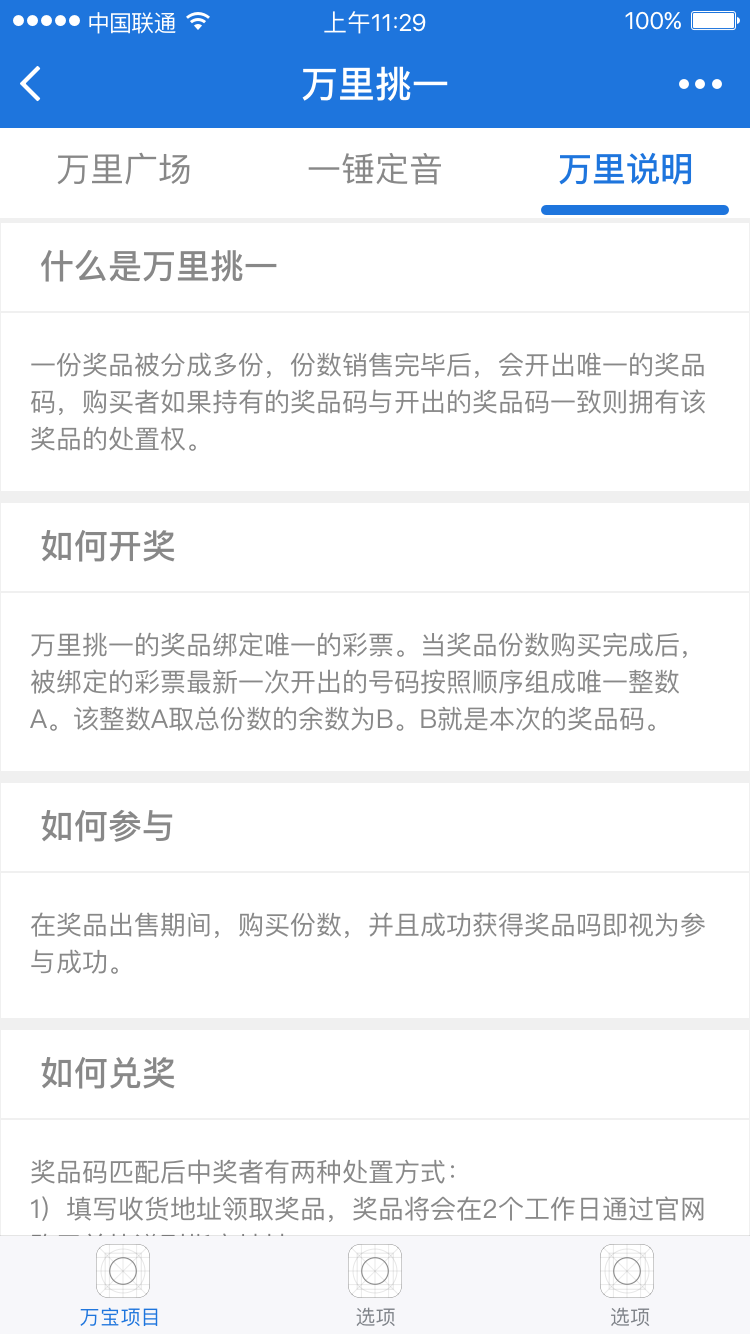 中国联通 上午11:29 100%
万里挑一
万里广场 一锤定音 万里说明
什么是万里挑一
一份奖品被分成多份，份数销售完毕后，会开出唯一的奖品
码，购买者如果持有的奖品码与开出的奖品码一致则拥有该
奖品的处置权。
如何开奖
万里挑一的奖品绑定唯一的彩票。当奖品份数购买完成后，
被绑定的彩票最新一次开出的号码按照顺序组成唯一整数
A。该整数A取总份数的余数为B。B就是本次的奖品码。
如何参与
在奖品出售期间，购买份数，并且成功获得奖品吗即视为参
与成功。
如何兑奖
奖品码匹配后中奖者有两种处置方式：
1）填写收货地址领取奖品，奖品将会在2个工作日通过官网
万宝项目 选项 选项